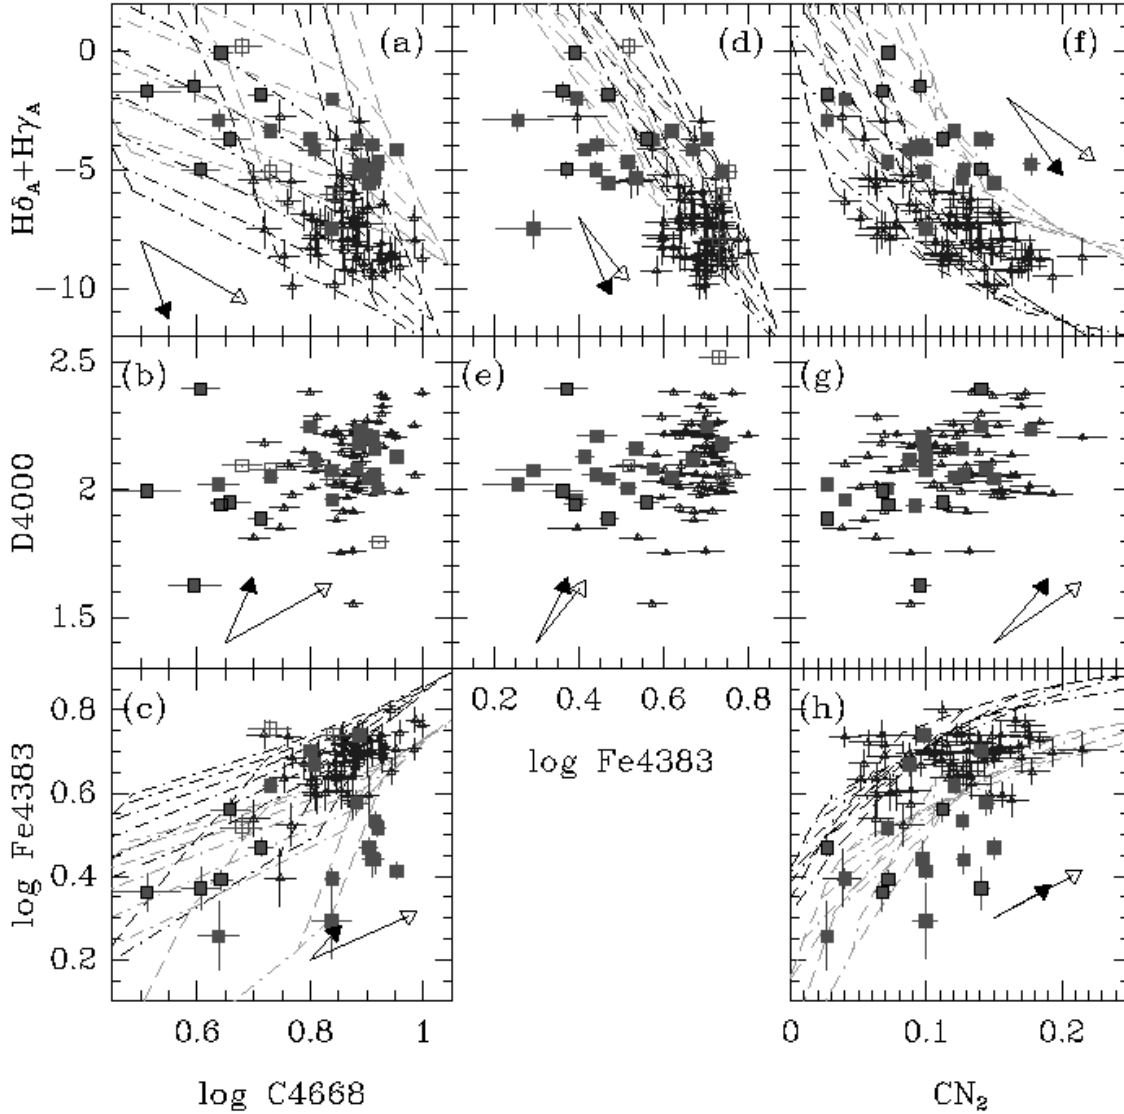 (a) (d) (f)
0
−5
−10
Hδ_A+Hγ_A
(b) (e) (g)
2.5
2
1.5
D4000
(c) (h)
0.8
0.6
0.4
0.2
log Fe4383
0.2 0.4 0.6 0.8
log Fe4383
0.6 0.8 1
0 0.1 0.2
log C4668
CN₂